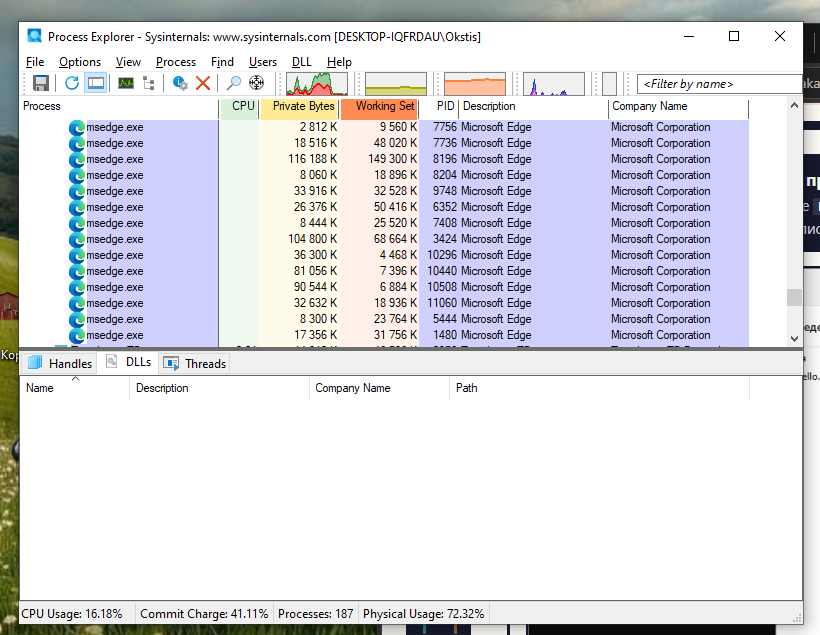 Process Explorer - Sysinternals: www.sysinternals.com [DESKTOP-IQFRDAU\Okstis]
File Options View Process Find Users DLL Help
<Filter by name>
Process CPU Private Bytes Working Set PID Description Company Name
msedge.exe 2 812 K 9 560 K 7756 Microsoft Edge Microsoft Corporation
msedge.exe 18 516 K 48 020 K 7736 Microsoft Edge Microsoft Corporation
msedge.exe 116 188 K 149 300 K 8196 Microsoft Edge Microsoft Corporation
msedge.exe 8 060 K 18 896 K 8204 Microsoft Edge Microsoft Corporation
msedge.exe 33 916 K 32 528 K 9748 Microsoft Edge Microsoft Corporation
msedge.exe 26 376 K 50 416 K 6352 Microsoft Edge Microsoft Corporation
msedge.exe 8 444 K 25 520 K 7408 Microsoft Edge Microsoft Corporation
msedge.exe 104 800 K 68 664 K 3424 Microsoft Edge Microsoft Corporation
msedge.exe 36 300 K 4 468 K 10296 Microsoft Edge Microsoft Corporation
msedge.exe 81 056 K 7 396 K 10440 Microsoft Edge Microsoft Corporation
msedge.exe 90 544 K 6 884 K 10508 Microsoft Edge Microsoft Corporation
msedge.exe 32 632 K 18 936 K 11060 Microsoft Edge Microsoft Corporation
msedge.exe 8 300 K 23 764 K 5444 Microsoft Edge Microsoft Corporation
msedge.exe 17 356 K 31 756 K 1480 Microsoft Edge Microsoft Corporation
Кор
Handles DLLs Threads
Name Description Company Name Path
CPU Usage: 16.18% Commit Charge: 41.11% Processes: 187 Physical Usage: 72.32%